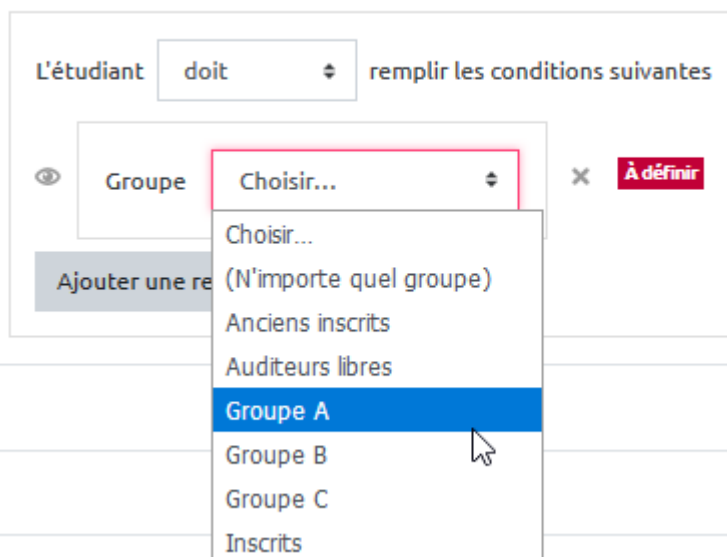 L'étudiant doit remplir les conditions suivantes
Groupe Choisir... À définir
Choisir...
Ajouter une re
(N'importe quel groupe)
Anciens inscrits
Auditeurs libres
Groupe A
Groupe B
Groupe C
Inscrits